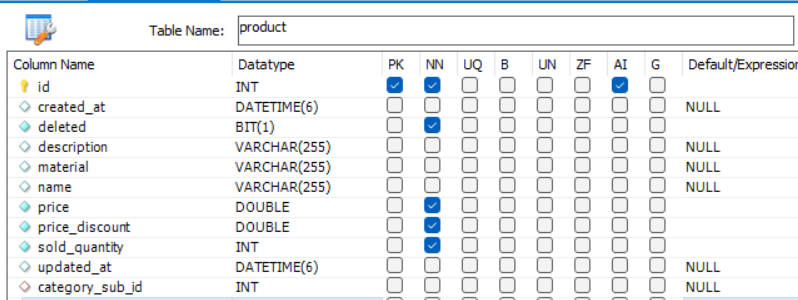 Table Name: product
Column Name Datatype PK NN UQ B UN ZF AI G Default/Expression
id INT
created_at DATETIME(6) NULL
deleted BIT(1)
description VARCHAR(255) NULL
material VARCHAR(255) NULL
name VARCHAR(255) NULL
price DOUBLE
price_discount DOUBLE
sold_quantity INT
updated_at DATETIME(6) NULL
category_sub_id INT NULL